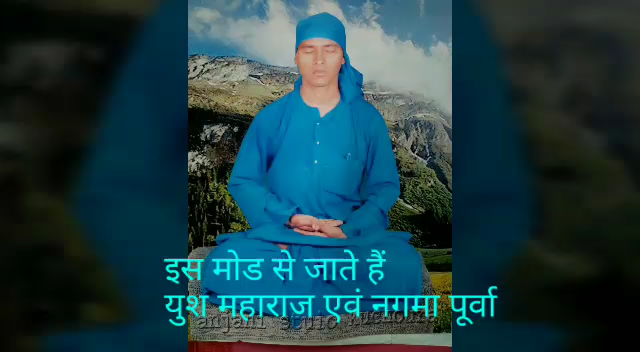 इस मोड से जाते हैं
युश महाराज एवं नगमा पूर्वा